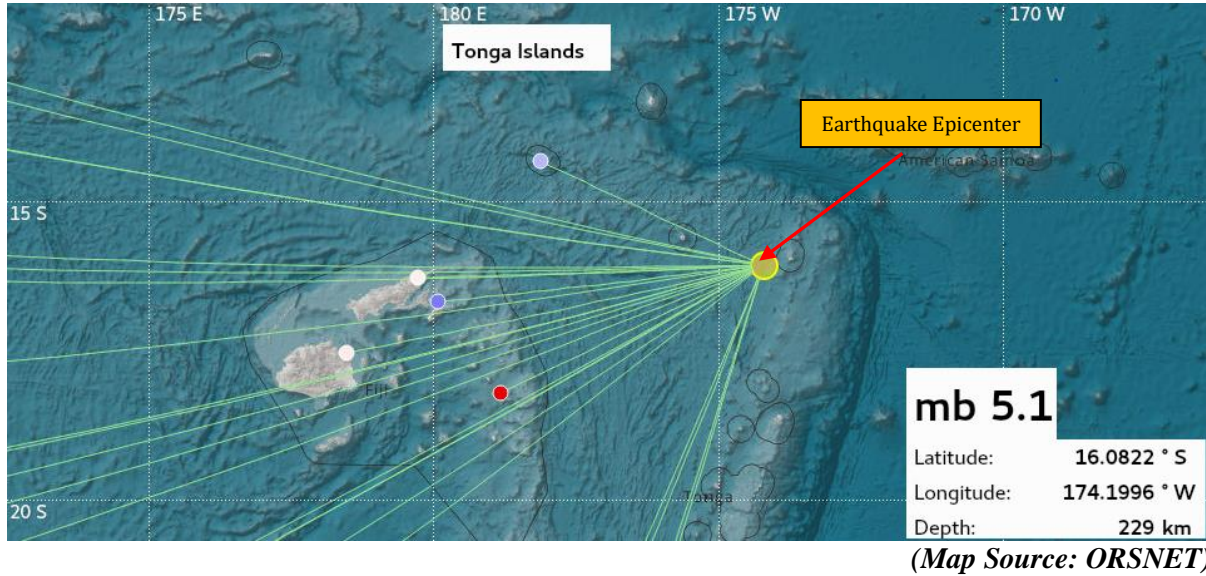 175 E 180 E 175 W 170 W
Tonga Islands
Earthquake Epicenter
American Samoa
15 S
Fiji
mb 5.1
Latitude: 16.0822 ° S
Longitude: 174.1996 ° W
Tonga
20 S
Depth: 229 km
(Map Source: ORSNET)